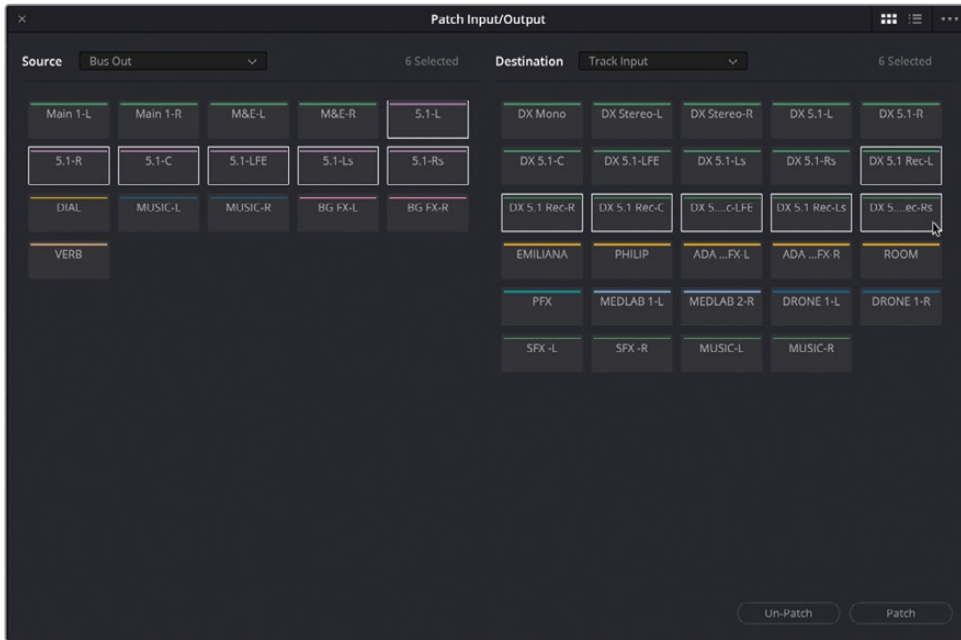 Patch Input/Output
Source
Bus Out
6 Selected
Main 1-L
Main 1-R
M&E-L
M&E-R
5.1-L
5.1-R
5.1-C
5.1-LFE
5.1-Ls
5.1-Rs
DIAL
MUSIC-L
MUSIC-R
BG FX-L
BG FX-R
VERB
Destination
Track Input
6 Selected
DX Mono
DX Stereo-L
DX Stereo-R
DX 5.1-L
DX 5.1-R
DX 5.1-C
DX 5.1-LFE
DX 5.1-Ls
DX 5.1-Rs
DX 5.1 Rec-L
DX 5.1 Rec-R
DX 5.1 Rec-C
DX 5....c-LFE
DX 5.1 Rec-Ls
DX 5....ec-Rs
EMILIANA
PHILIP
ADA ...FX-L
ADA ...FX-R
ROOM
PFX
MEDLAB 1-L
MEDLAB 2-R
DRONE 1-L
DRONE 1-R
SFX -L
SFX -R
MUSIC-L
MUSIC-R
Un-Patch
Patch